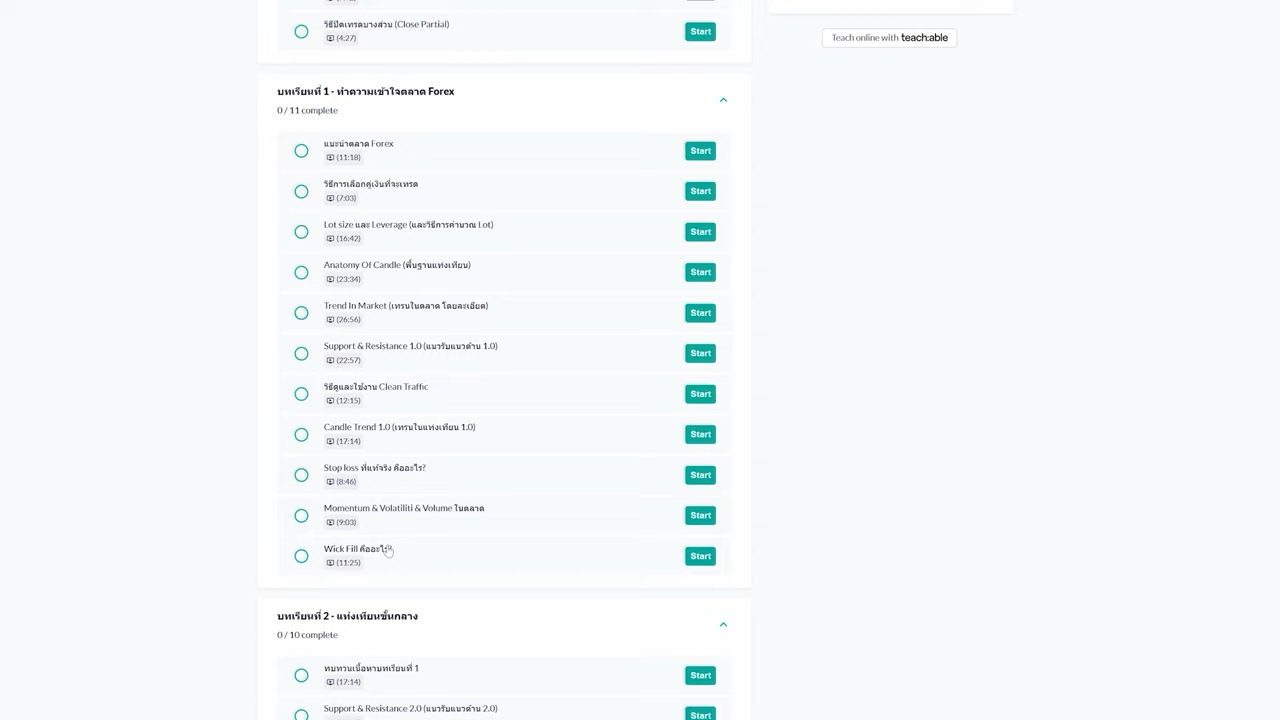 วิธีปิดเทรดบางส่วน (Close Partial)
(4:27)
Start
Teach online with teach:able
บทเรียนที่ 1 - ทำความเข้าใจตลาด Forex
0 / 11 complete
แนะนำตลาด Forex
(11:18)
Start
วิธีการเลือกคู่เงินที่จะเทรด
(7:03)
Start
Lot size และ Leverage (และวิธีการคำนวณ Lot)
(16:42)
Start
Anatomy Of Candle (พื้นฐานแท่งเทียน)
(23:34)
Start
Trend In Market (เทรนในตลาด โดยละเอียด)
(26:56)
Start
Support & Resistance 1.0 (แนวรับแนวต้าน 1.0)
(22:57)
Start
วิธีดูและใช้งาน Clean Traffic
(12:15)
Start
Candle Trend 1.0 (เทรนในแท่งเทียน 1.0)
(17:14)
Start
Stop loss ที่แท้จริง คืออะไร?
(8:46)
Start
Momentum & Volatiliti & Volume ในตลาด
(9:03)
Start
Wick Fill คืออะไร?
(11:25)
Start
บทเรียนที่ 2 - แท่งเทียนขั้นกลาง
0 / 10 complete
ทบทวนเนื้อหาบทเรียนที่ 1
(17:14)
Start
Support & Resistance 2.0 (แนวรับแนวต้าน 2.0)
Start